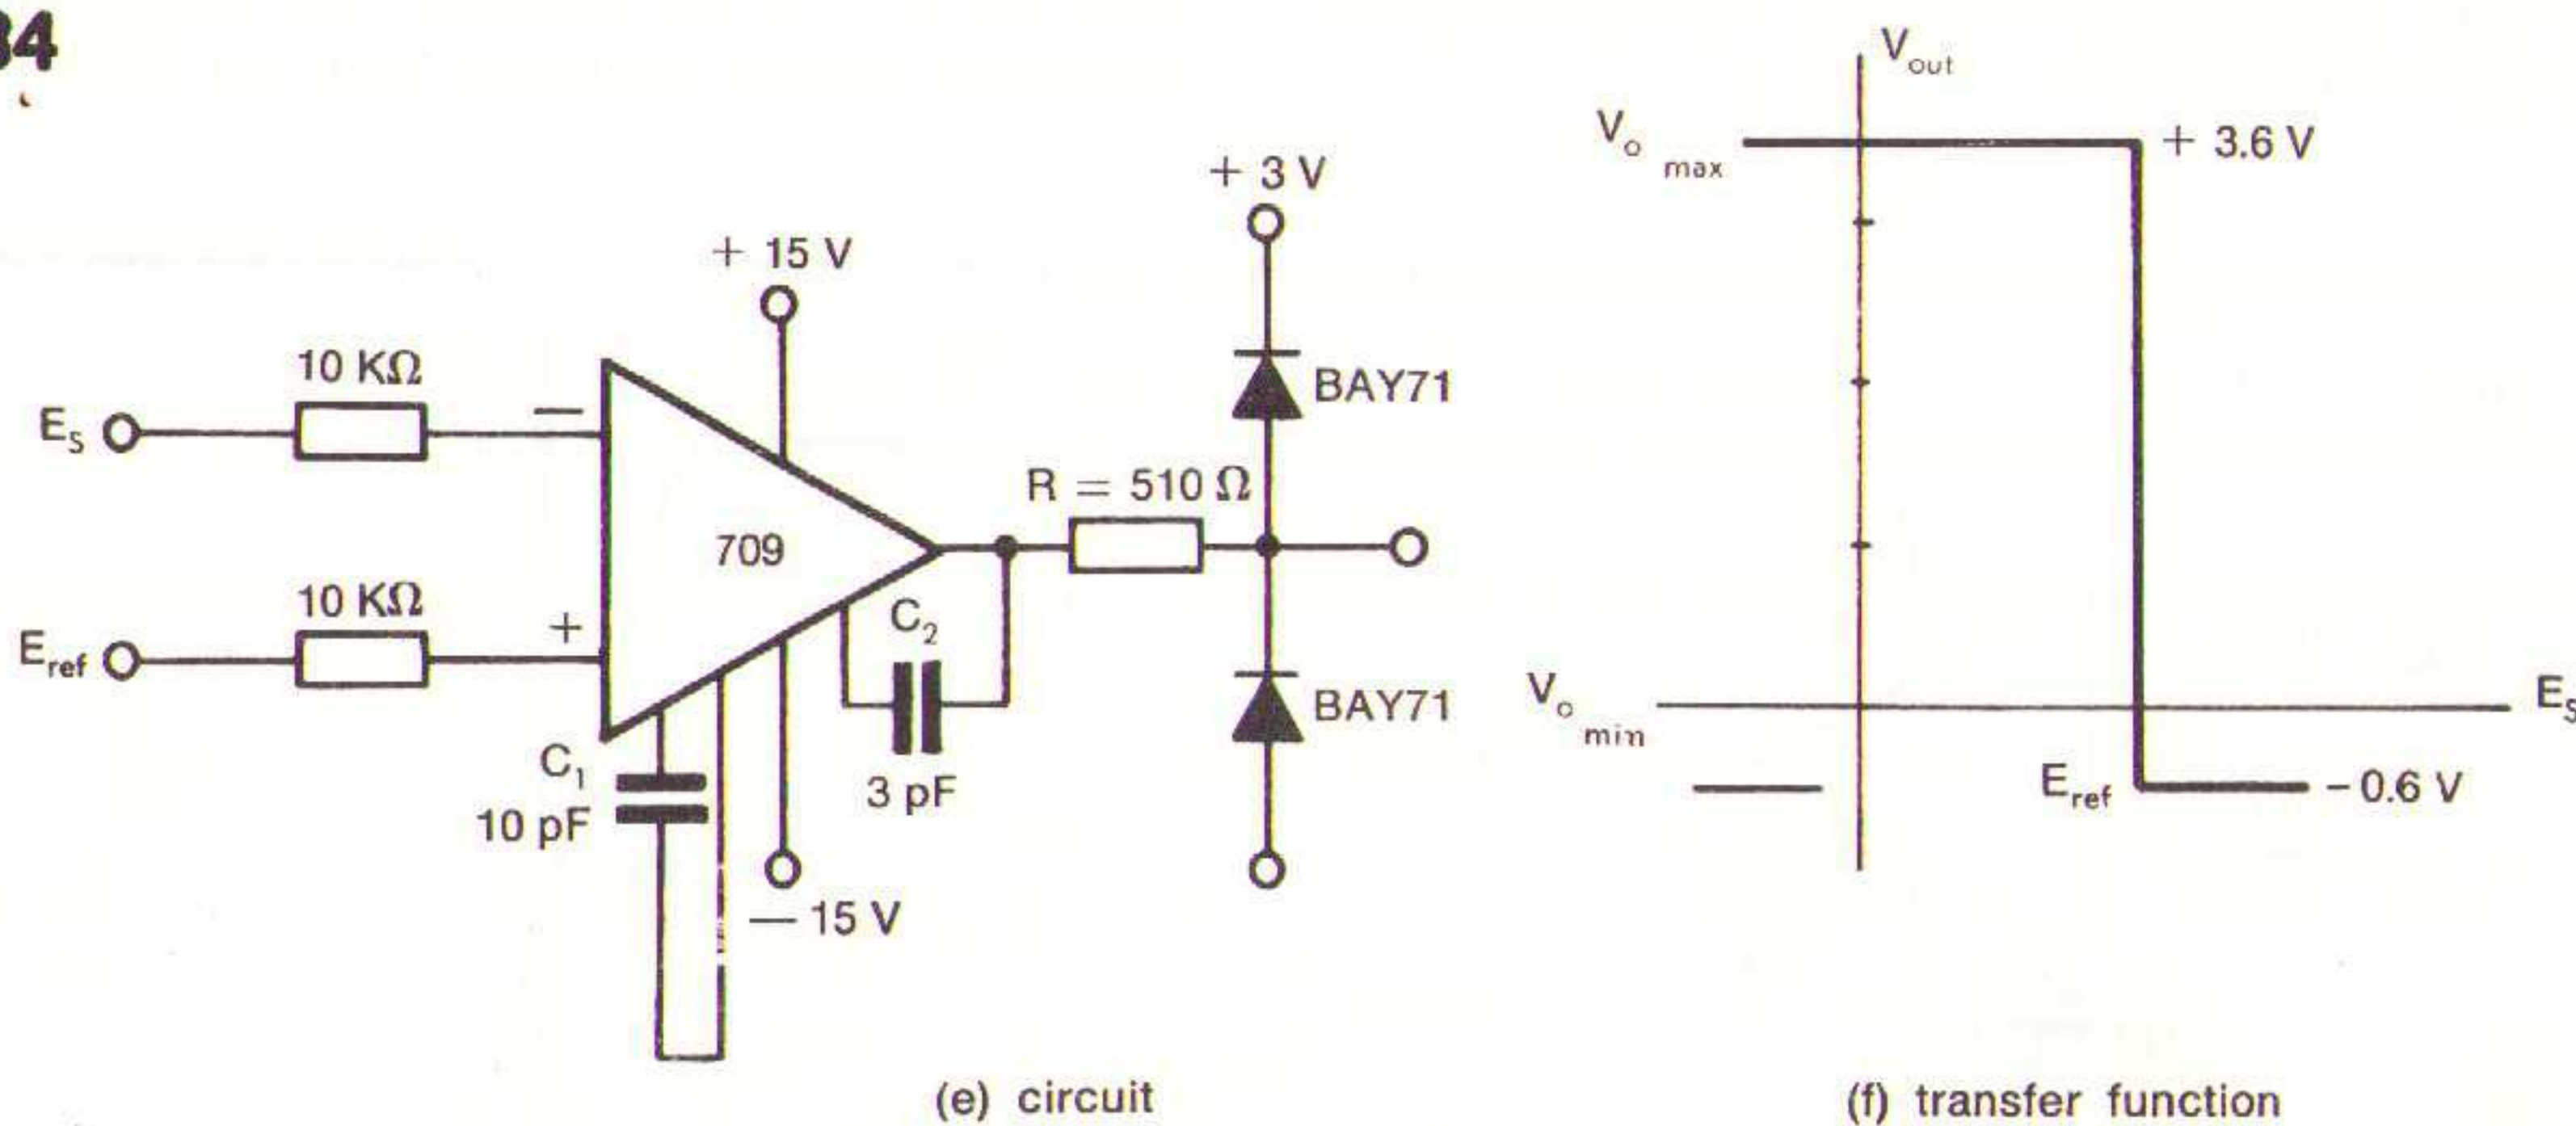 + 15 V
+ 3 V
10 KΩ
E_S
−
BAY71
R = 510 Ω
709
10 KΩ
E_ref
+
C_2
3 pF
BAY71
C_1
10 pF
— 15 V
(e) circuit
V_out
V_o max
+ 3.6 V
V_o min
E_S
E_ref
– 0.6 V
(f) transfer function